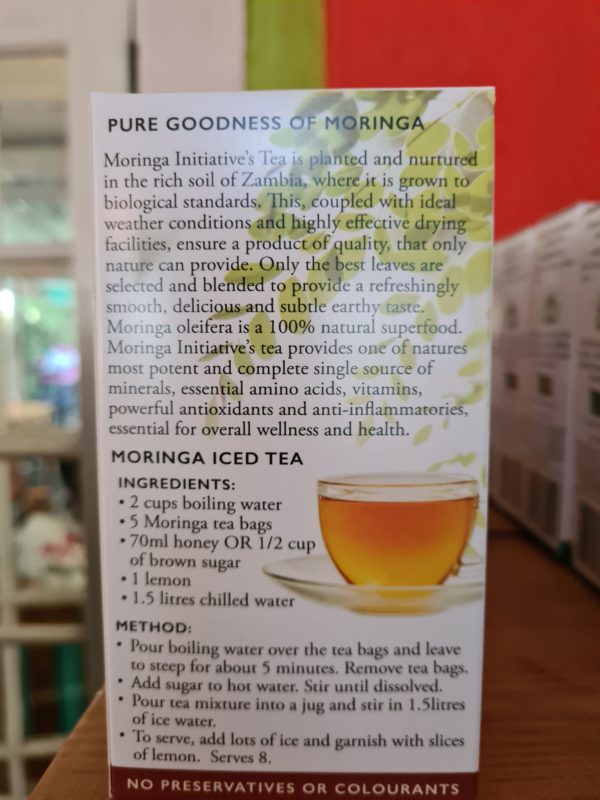 PURE GOODNESS OF MORINGA
Moringa Initiative's Tea is planted and nurtured
in the rich soil of Zambia, where it is grown to
biological standards. This, coupled with ideal
weather conditions and highly effective drying
facilities, ensure a product of quality, that only
nature can provide. Only the best leaves are
selected and blended to provide a refreshingly
smooth, delicious and subtle earthy taste.
Moringa oleifera is a 100% natural superfood.
Moringa Initiative's tea provides one of natures
most potent and complete single source of
minerals, essential amino acids, vitamins,
powerful antioxidants and anti-inflammatories,
essential for overall wellness and health.
MORINGA ICED TEA
INGREDIENTS:
• 2 cups boiling water
• 5 Moringa tea bags
• 70ml honey OR 1/2 cup
of brown sugar
• 1 lemon
• 1.5 litres chilled water
METHOD:
• Pour boiling water over the tea bags and leave
to steep for about 5 minutes. Remove tea bags.
• Add sugar to hot water. Stir until dissolved.
• Pour tea mixture into a jug and stir in 1.5litres
of ice water.
• To serve, add lots of ice and garnish with slices
of lemon. Serves 8.
NO PRESERVATIVES OR COLOURANTS